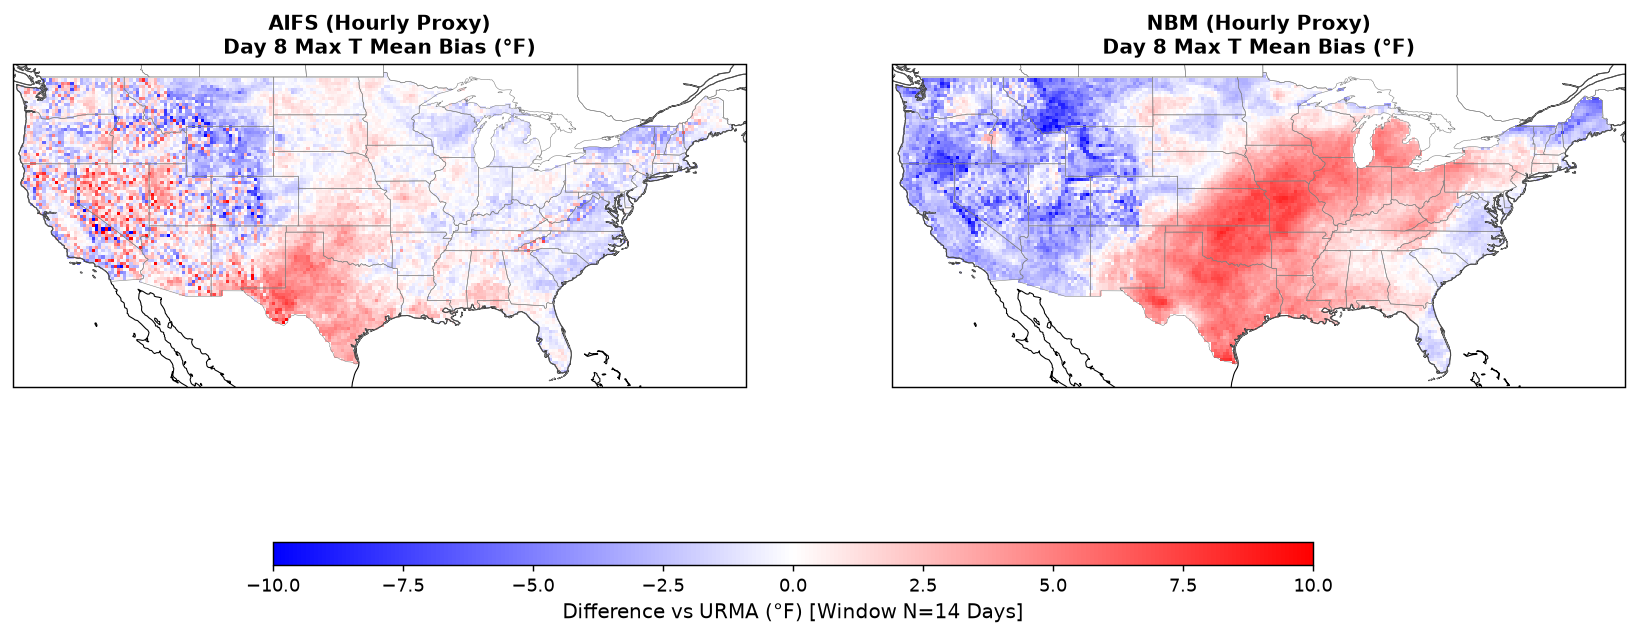 AIFS (Hourly Proxy)
Day 8 Max T Mean Bias (°F)
NBM (Hourly Proxy)
Day 8 Max T Mean Bias (°F)
−10.0 −7.5 −5.0 −2.5 0.0 2.5 5.0 7.5 10.0
Difference vs URMA (°F) [Window N=14 Days]